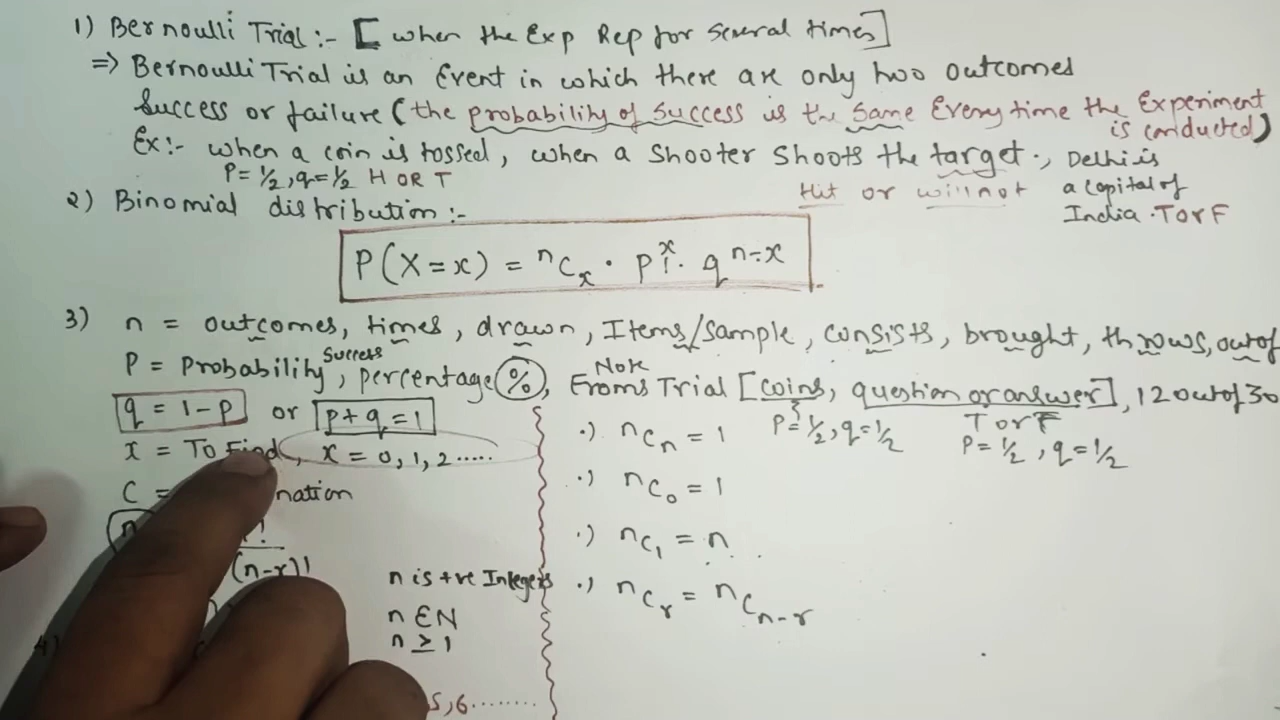 1) Bernoulli Trial :- [ when the Exp Rep for several times]
⇒ Bernoulli Trial is an Event in which there are only two outcomes
success or failure ( the probability of success is the same Every time the Experiment
is conducted)
Ex:- when a coin is tossed, when a shooter shoots the target., Delhi is
P= 1/2, q= 1/2 H OR T
Hit or will not
a capital of
India. T or F
2) Binomial distribution :-
P(X=x) = nCx . p^x . q^n-x
3) n = outcomes, times, drawn, Items/sample, consists, brought, throws, out of
P = Probability, Success percentage (%), From Trial [coins, question or answer], 12 out of 30
Note
q = 1-p or p+q=1
P= 1/2, q= 1/2
T or F
P= 1/2, q= 1/2
x = To Find, x = 0, 1, 2 .....
C = nation
(n-r)!
n is +ve Integers
n ∈ N
n ≥ 1
4)
5, 6 ........
.) nCn = 1
.) nC0 = 1
.) nC1 = n
.) nCr = nCn-r